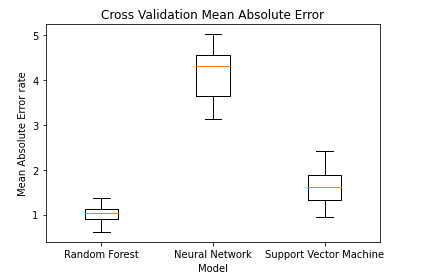 Cross Validation Mean Absolute Error
Mean Absolute Error rate
5
4
3
2
1
Random Forest Neural Network Support Vector Machine
Model